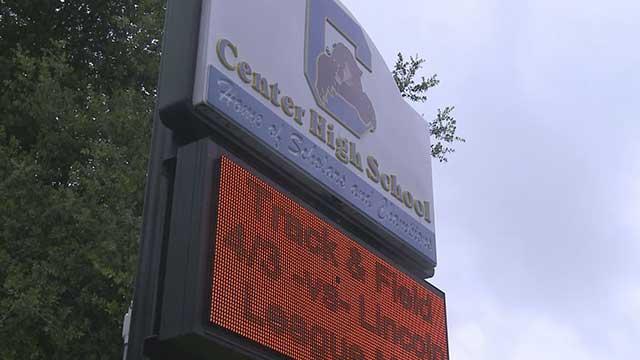 C
Center High School
Home of Scholars and Champions
Track & Field
4/3 -vs- Lincoln
League